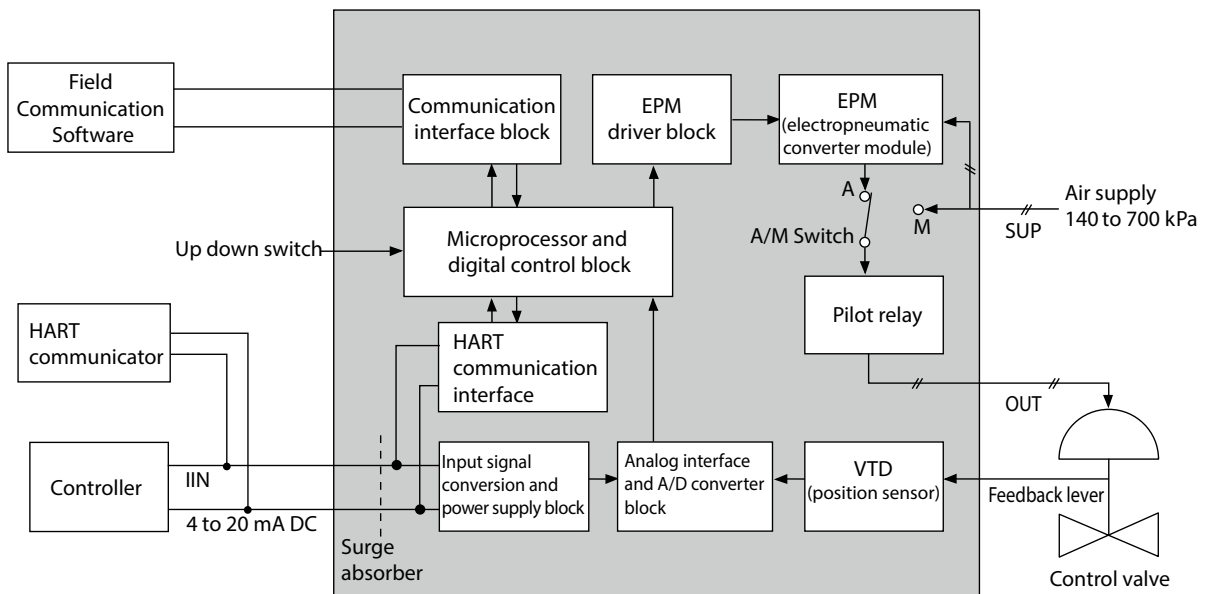 Field
Communication
Software
Communication
interface block
EPM
driver block
EPM
(electropneumatic
converter module)
A
M
A/M Switch
SUP
Air supply
140 to 700 kPa
Up down switch
Microprocessor and
digital control block
Pilot relay
HART
communicator
HART
communication
interface
OUT
Controller
IIN
4 to 20 mA DC
Surge
absorber
Input signal
conversion and
power supply block
Analog interface
and A/D converter
block
VTD
(position sensor)
Feedback lever
Control valve